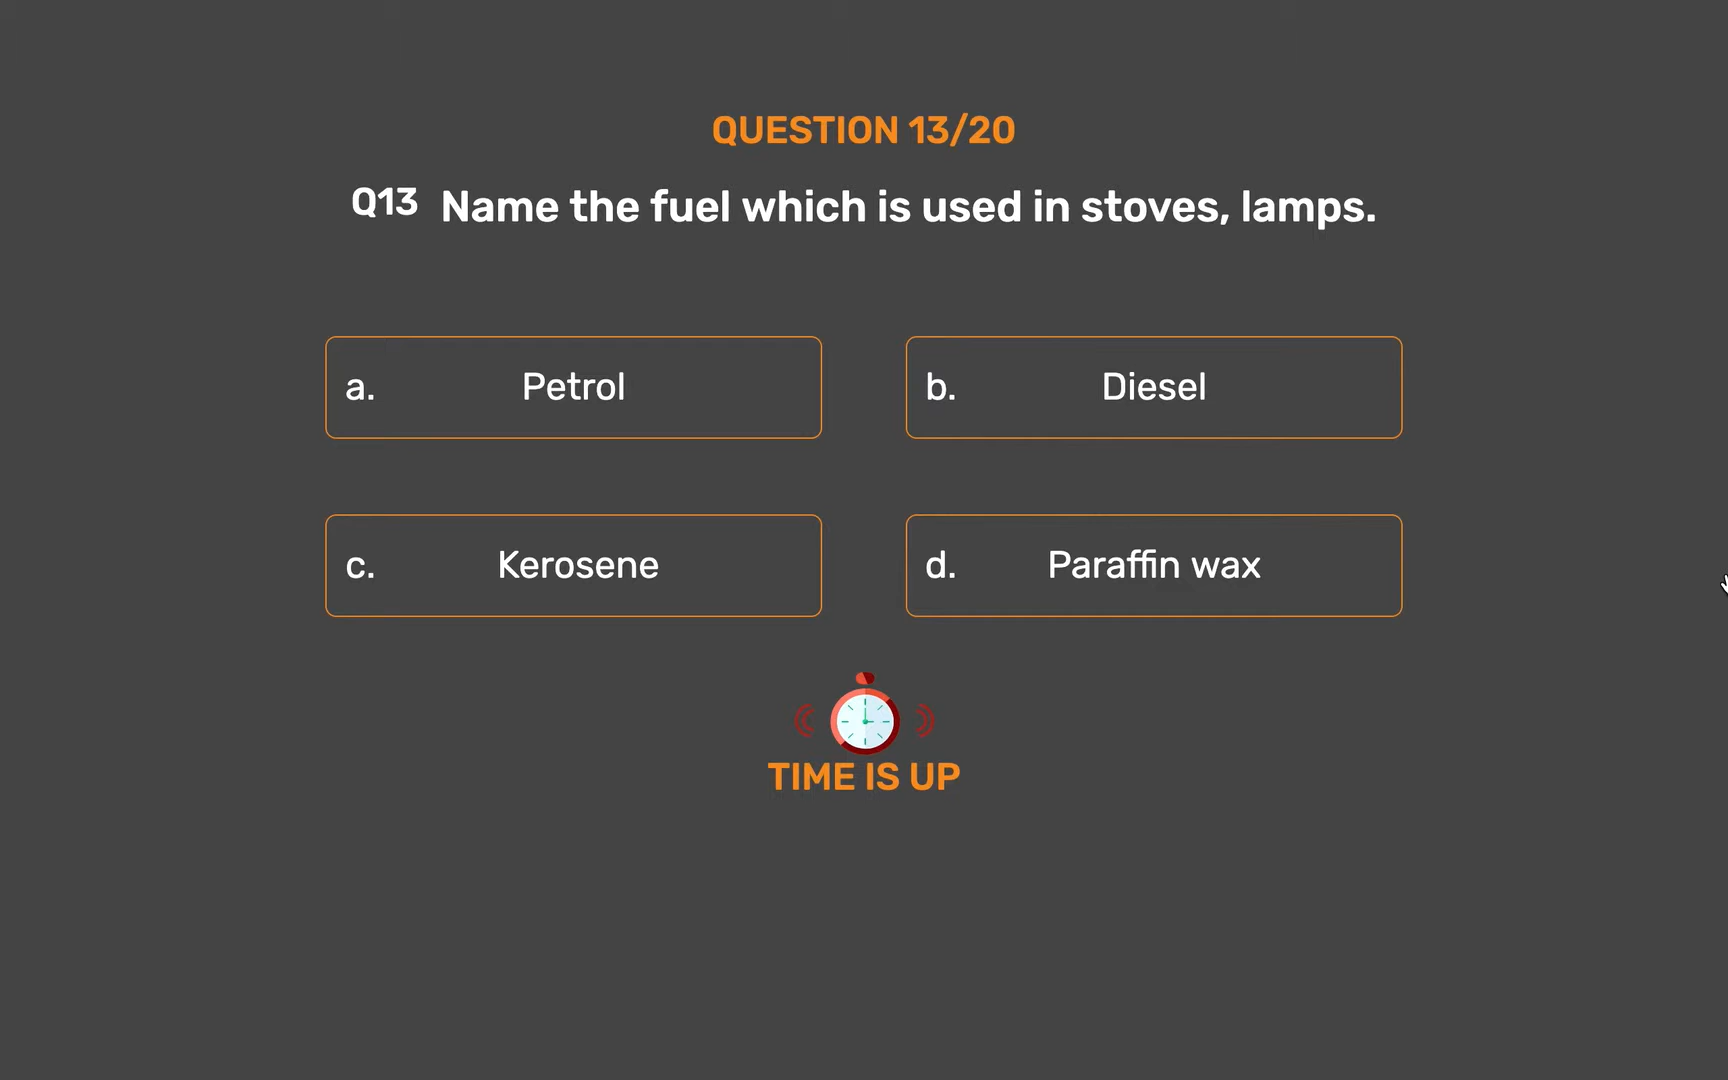 QUESTION 13/20
Q13 Name the fuel which is used in stoves, lamps.
a. Petrol
b. Diesel
c. Kerosene
d. Paraffin wax
TIME IS UP